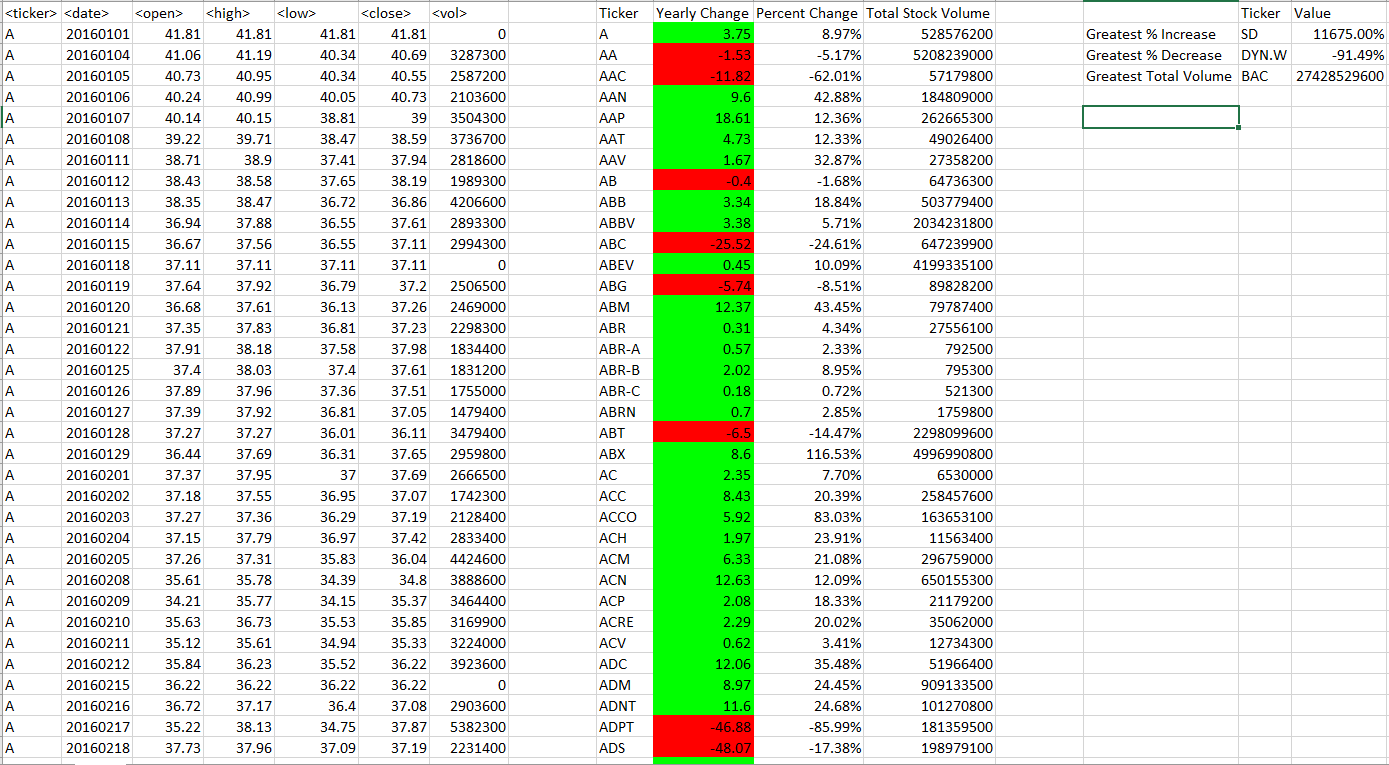 <ticker> <date> <open> <high> <low> <close> <vol> Ticker Yearly Change Percent Change Total Stock Volume Ticker Value
A 20160101 41.81 41.81 41.81 41.81 0 A 3.75 8.97% 528576200 Greatest % Increase SD 11675.00%
A 20160104 41.06 41.19 40.34 40.69 3287300 AA -1.53 -5.17% 5208239000 Greatest % Decrease DYN.W -91.49%
A 20160105 40.73 40.95 40.34 40.55 2587200 AAC -11.82 -62.01% 57179800 Greatest Total Volume BAC 27428529600
A 20160106 40.24 40.99 40.05 40.73 2103600 AAN 9.6 42.88% 184809000
A 20160107 40.14 40.15 38.81 39 3504300 AAP 18.61 12.36% 262665300
A 20160108 39.22 39.71 38.47 38.59 3736700 AAT 4.73 12.33% 49026400
A 20160111 38.71 38.9 37.41 37.94 2818600 AAV 1.67 32.87% 27358200
A 20160112 38.43 38.58 37.65 38.19 1989300 AB -0.4 -1.68% 64736300
A 20160113 38.35 38.47 36.72 36.86 4206600 ABB 3.34 18.84% 503779400
A 20160114 36.94 37.88 36.55 37.61 2893300 ABBV 3.38 5.71% 2034231800
A 20160115 36.67 37.56 36.55 37.11 2994300 ABC -25.52 -24.61% 647239900
A 20160118 37.11 37.11 37.11 37.11 0 ABEV 0.45 10.09% 4199335100
A 20160119 37.64 37.92 36.79 37.2 2506500 ABG -5.74 -8.51% 89828200
A 20160120 36.68 37.61 36.13 37.26 2469000 ABM 12.37 43.45% 79787400
A 20160121 37.35 37.83 36.81 37.23 2298300 ABR 0.31 4.34% 27556100
A 20160122 37.91 38.18 37.58 37.98 1834400 ABR-A 0.57 2.33% 792500
A 20160125 37.4 38.03 37.4 37.61 1831200 ABR-B 2.02 8.95% 795300
A 20160126 37.89 37.96 37.36 37.51 1755000 ABR-C 0.18 0.72% 521300
A 20160127 37.39 37.92 36.81 37.05 1479400 ABRN 0.7 2.85% 1759800
A 20160128 37.27 37.27 36.01 36.11 3479400 ABT -6.5 -14.47% 2298099600
A 20160129 36.44 37.69 36.31 37.65 2959800 ABX 8.6 116.53% 4996990800
A 20160201 37.37 37.95 37 37.69 2666500 AC 2.35 7.70% 6530000
A 20160202 37.18 37.55 36.95 37.07 1742300 ACC 8.43 20.39% 258457600
A 20160203 37.27 37.36 36.29 37.19 2128400 ACCO 5.92 83.03% 163653100
A 20160204 37.15 37.79 36.97 37.42 2833400 ACH 1.97 23.91% 11563400
A 20160205 37.26 37.31 35.83 36.04 4424600 ACM 6.33 21.08% 296759000
A 20160208 35.61 35.78 34.39 34.8 3888600 ACN 12.63 12.09% 650155300
A 20160209 34.21 35.77 34.15 35.37 3464400 ACP 2.08 18.33% 21179200
A 20160210 35.63 36.73 35.53 35.85 3169900 ACRE 2.29 20.02% 35062000
A 20160211 35.12 35.61 34.94 35.33 3224000 ACV 0.62 3.41% 12734300
A 20160212 35.84 36.23 35.52 36.22 3923600 ADC 12.06 35.48% 51966400
A 20160215 36.22 36.22 36.22 36.22 0 ADM 8.97 24.45% 909133500
A 20160216 36.72 37.17 36.4 37.08 2903600 ADNT 11.6 24.68% 101270800
A 20160217 35.22 38.13 34.75 37.87 5382300 ADPT -46.88 -85.99% 181359500
A 20160218 37.73 37.96 37.09 37.19 2231400 ADS -48.07 -17.38% 198979100